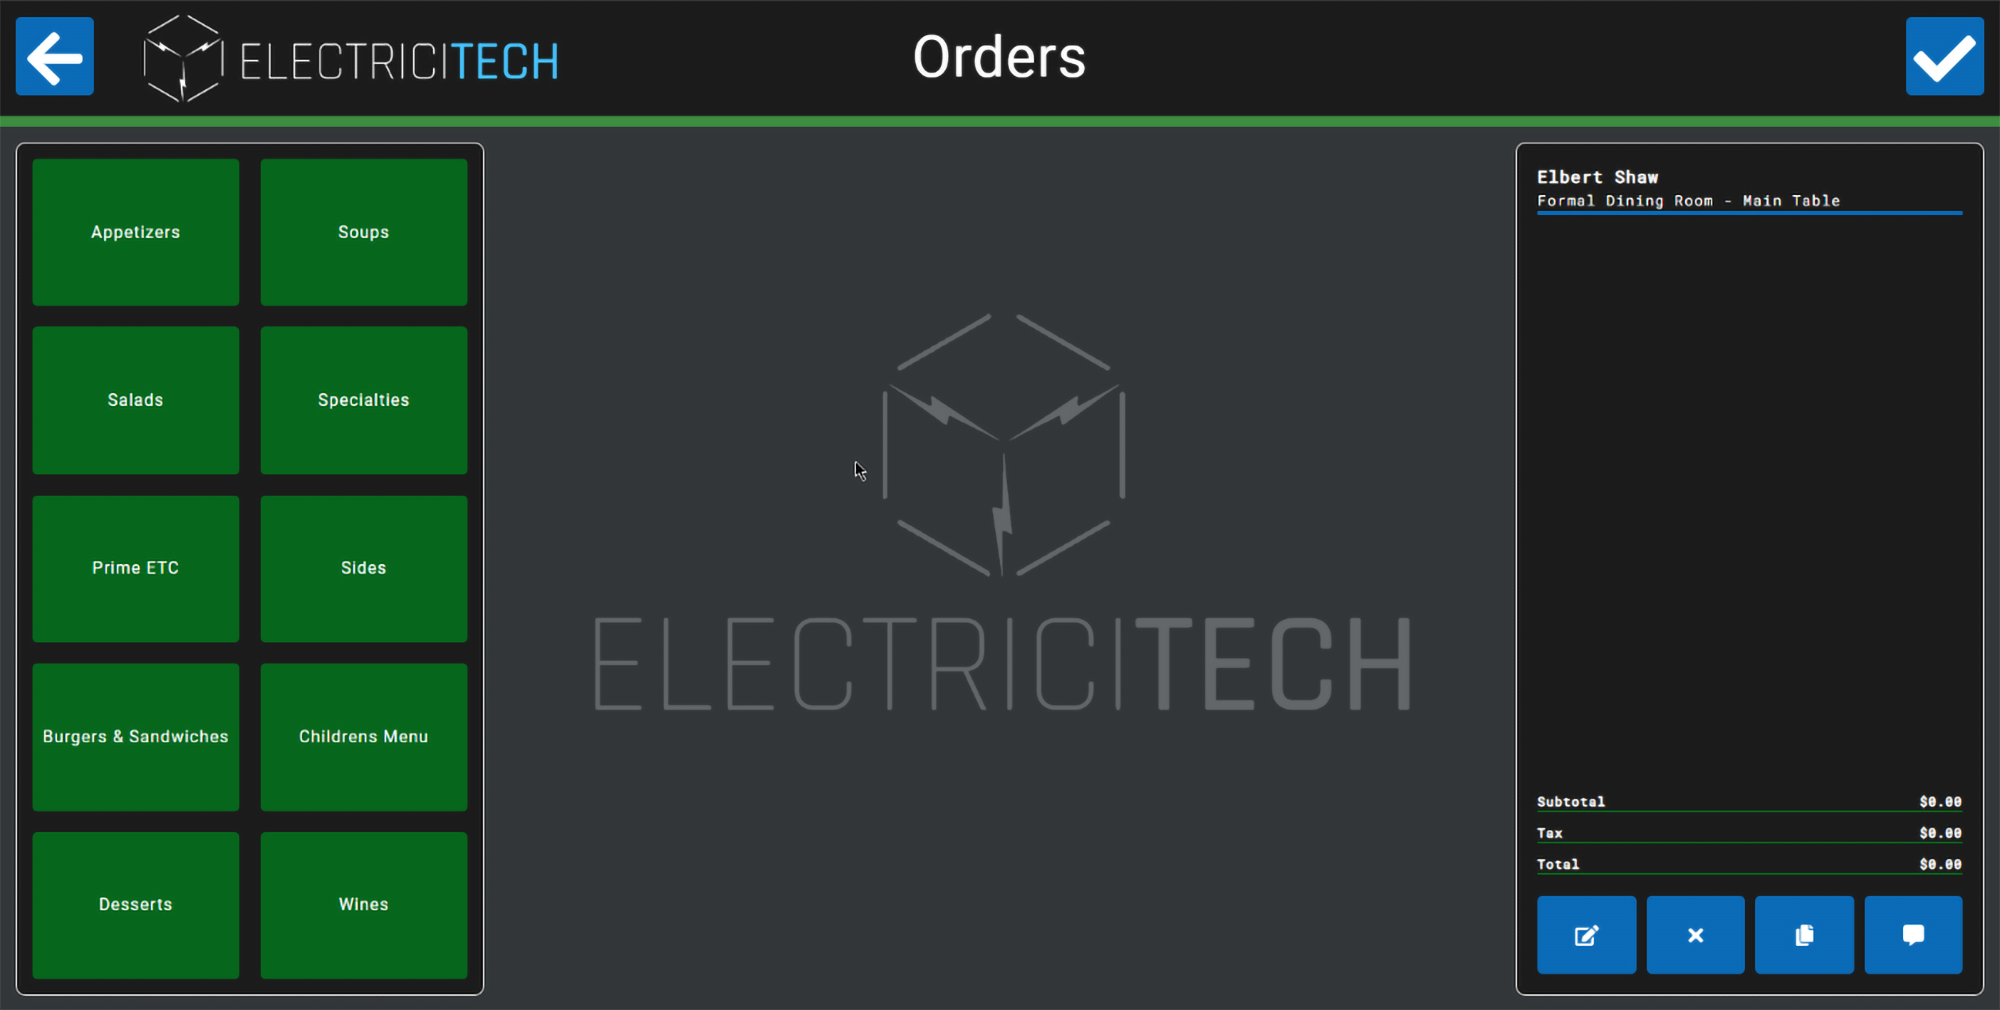 ELECTRICITECH
Orders
Appetizers
Soups
Salads
Specialties
Prime ETC
Sides
Burgers & Sandwiches
Childrens Menu
Desserts
Wines
ELECTRICITECH
Elbert Shaw
Formal Dining Room - Main Table
Subtotal $0.00
Tax $0.00
Total $0.00